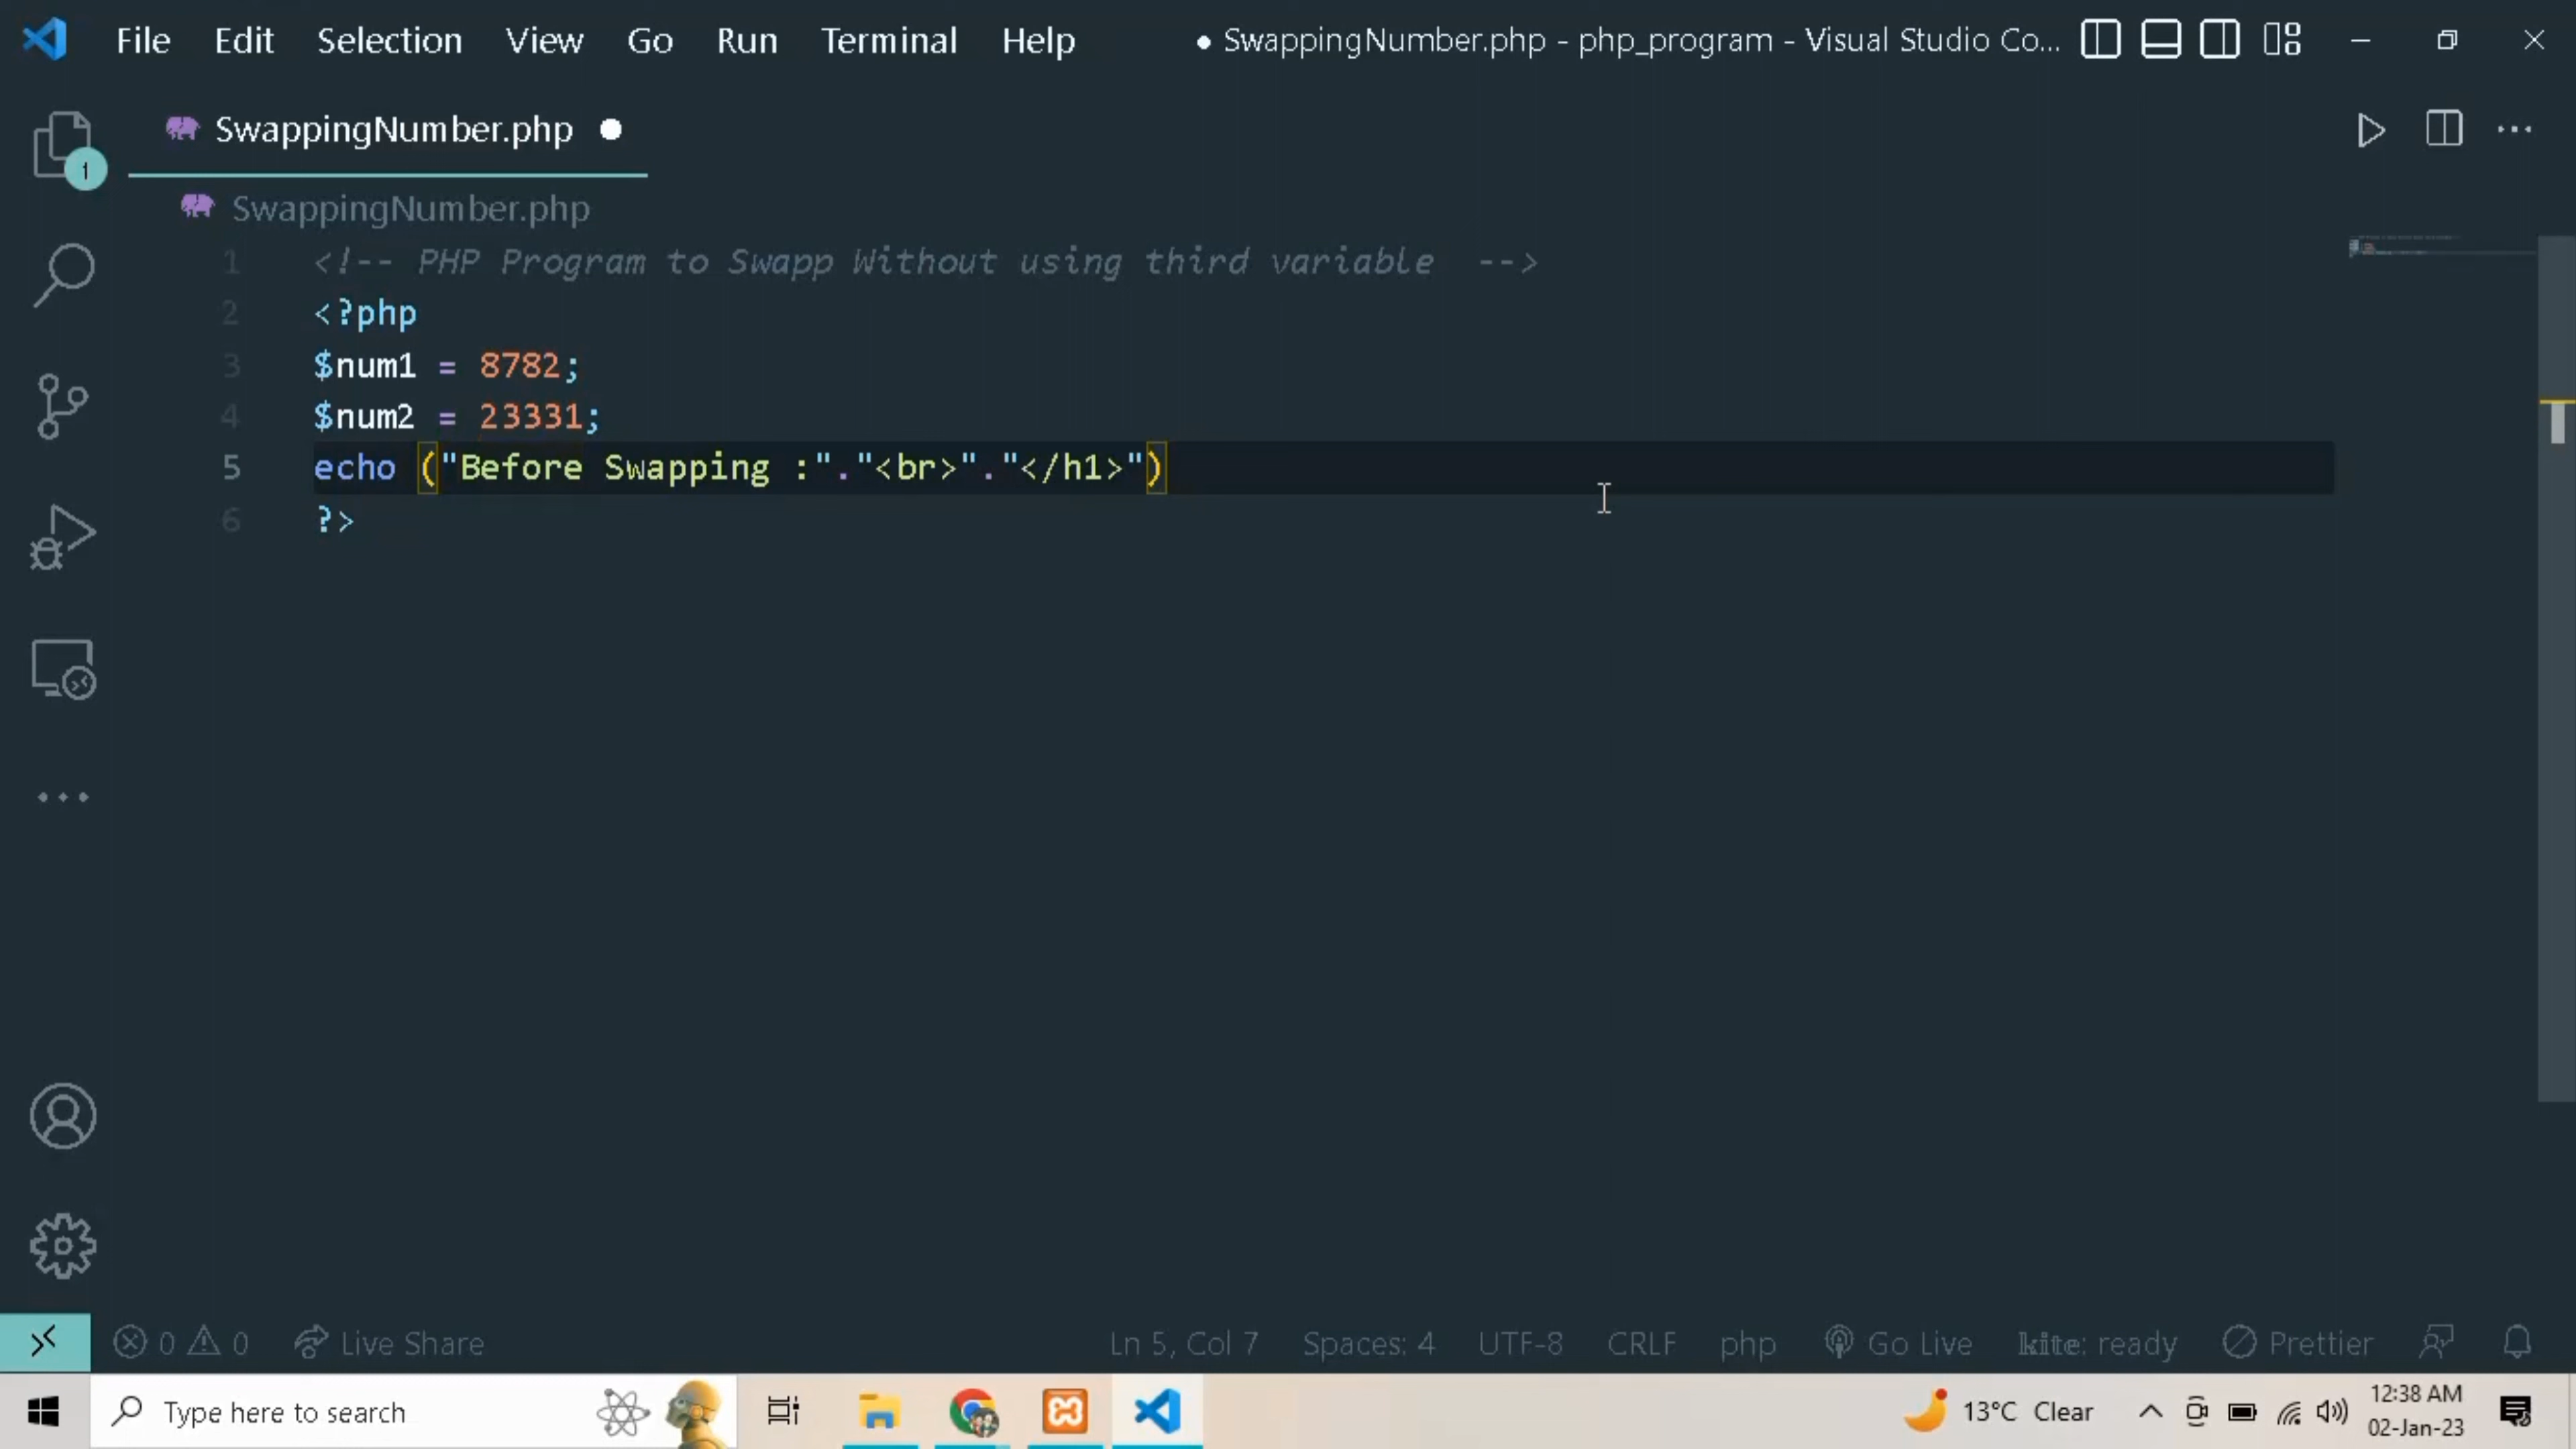 File Edit Selection View Go Run Terminal Help
● SwappingNumber.php - php_program - Visual Studio Co...
SwappingNumber.php ●
1
SwappingNumber.php
1 <!-- PHP Program to Swapp Without using third variable -->
2 <?php
3 $num1 = 8782;
4 $num2 = 23331;
5 echo ("Before Swapping :"."<br>"."</h1>")
6 ?>
0 0 Live Share Ln 5, Col 7 Spaces: 4 UTF-8 CRLF php Go Live kite: ready Prettier
Type here to search
13°C Clear
12:38 AM
02-Jan-23